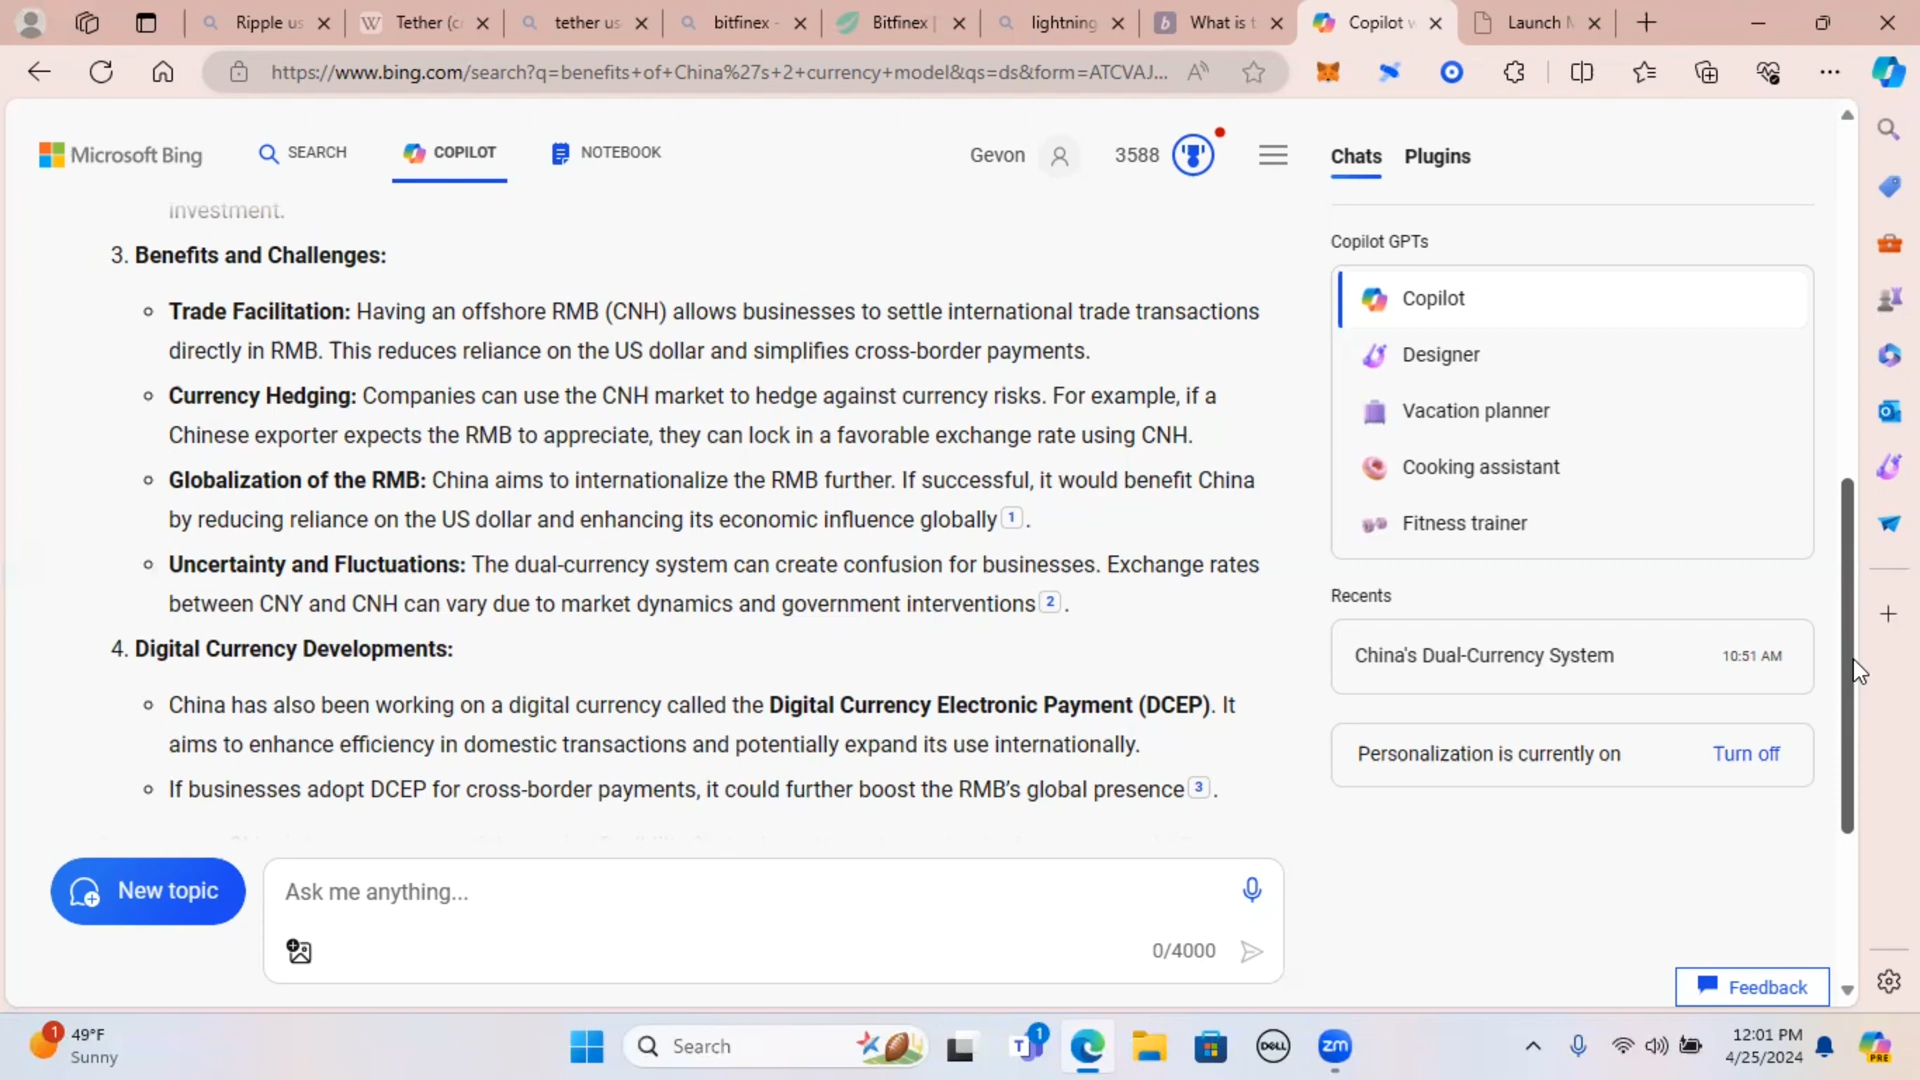 Ripple us
Tether (c
tether us
bitfinex -
Bitfinex |
lightning
What is t
Copilot w
Launch M
https://www.bing.com/search?q=benefits+of+China%27s+2+currency+model&qs=ds&form=ATCVAJ...
Microsoft Bing
SEARCH
COPILOT
NOTEBOOK
Gevon
3588
Chats
Plugins
investment.
3. Benefits and Challenges:
Trade Facilitation: Having an offshore RMB (CNH) allows businesses to settle international trade transactions
directly in RMB. This reduces reliance on the US dollar and simplifies cross-border payments.
Currency Hedging: Companies can use the CNH market to hedge against currency risks. For example, if a
Chinese exporter expects the RMB to appreciate, they can lock in a favorable exchange rate using CNH.
Globalization of the RMB: China aims to internationalize the RMB further. If successful, it would benefit China
by reducing reliance on the US dollar and enhancing its economic influence globally 1.
Uncertainty and Fluctuations: The dual-currency system can create confusion for businesses. Exchange rates
between CNY and CNH can vary due to market dynamics and government interventions 2.
4. Digital Currency Developments:
China has also been working on a digital currency called the Digital Currency Electronic Payment (DCEP). It
aims to enhance efficiency in domestic transactions and potentially expand its use internationally.
If businesses adopt DCEP for cross-border payments, it could further boost the RMB’s global presence 3.
Copilot GPTs
Copilot
Designer
Vacation planner
Cooking assistant
Fitness trainer
Recents
China's Dual-Currency System
10:51 AM
Personalization is currently on
Turn off
New topic
Ask me anything...
0/4000
Feedback
1
49°F
Sunny
Search
T
1
DELL
zm
12:01 PM
4/25/2024
PRE